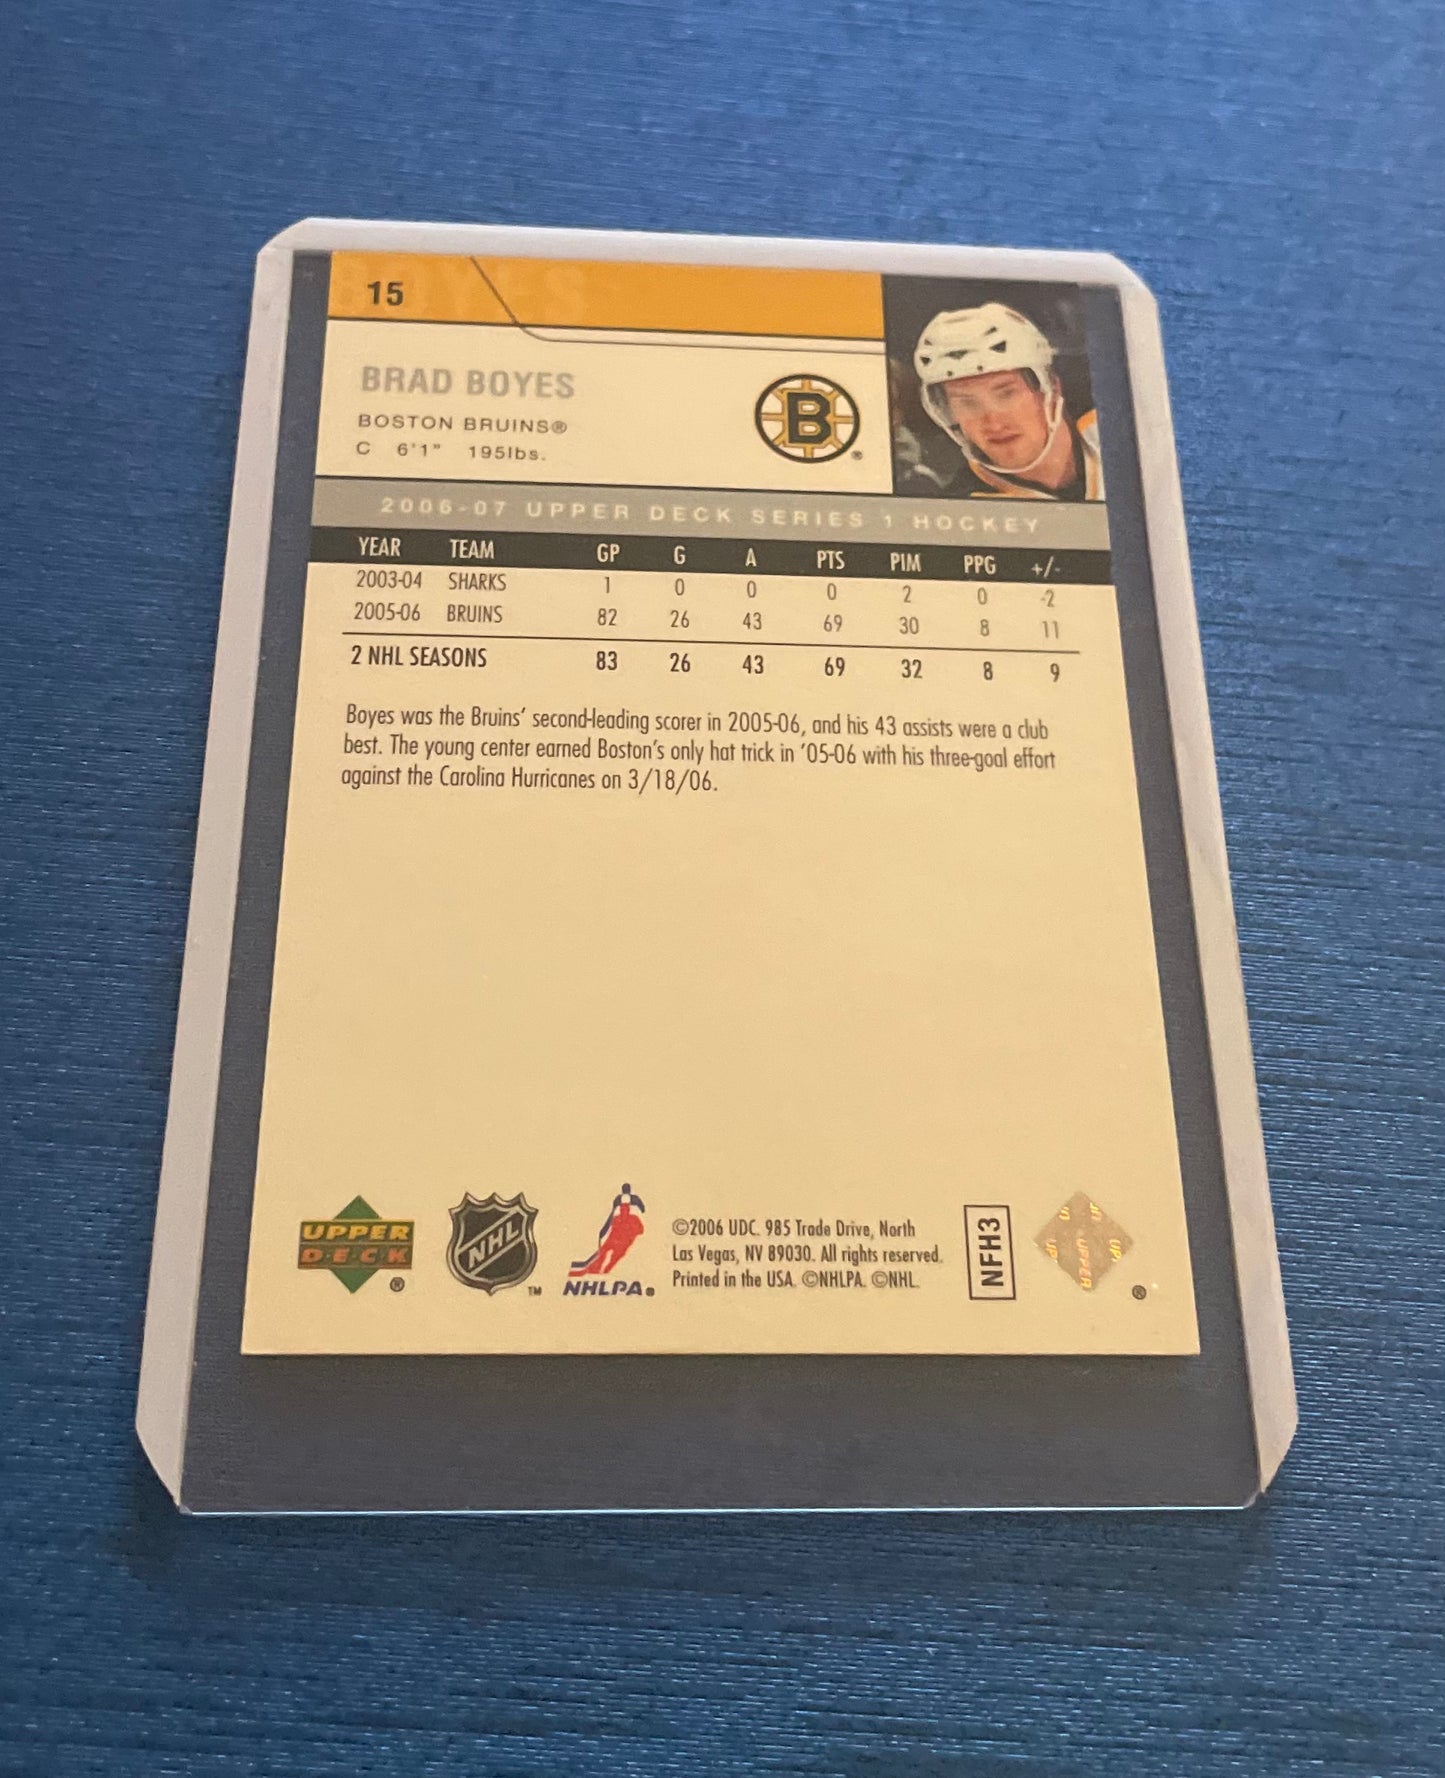 BOYES
15
BRAD BOYES
BOSTON BRUINS®
C 6'1" 195lbs.
B ®
2006-07 UPPER DECK SERIES 1 HOCKEY
YEAR TEAM GP G A PTS PIM PPG +/-
2003-04 SHARKS 1 0 0 0 2 0 -2
2005-06 BRUINS 82 26 43 69 30 8 11
2 NHL SEASONS 83 26 43 69 32 8 9
Boyes was the Bruins' second-leading scorer in 2005-06, and his 43 assists were a club
best. The young center earned Boston's only hat trick in '05-06 with his three-goal effort
against the Carolina Hurricanes on 3/18/06.
UPPER
DECK ®
NHL ™
NHLPA®
©2006 UDC. 985 Trade Drive, North
Las Vegas, NV 89030. All rights reserved.
Printed in the USA. ©NHLPA. ©NHL.
NFH3
UPPER
®